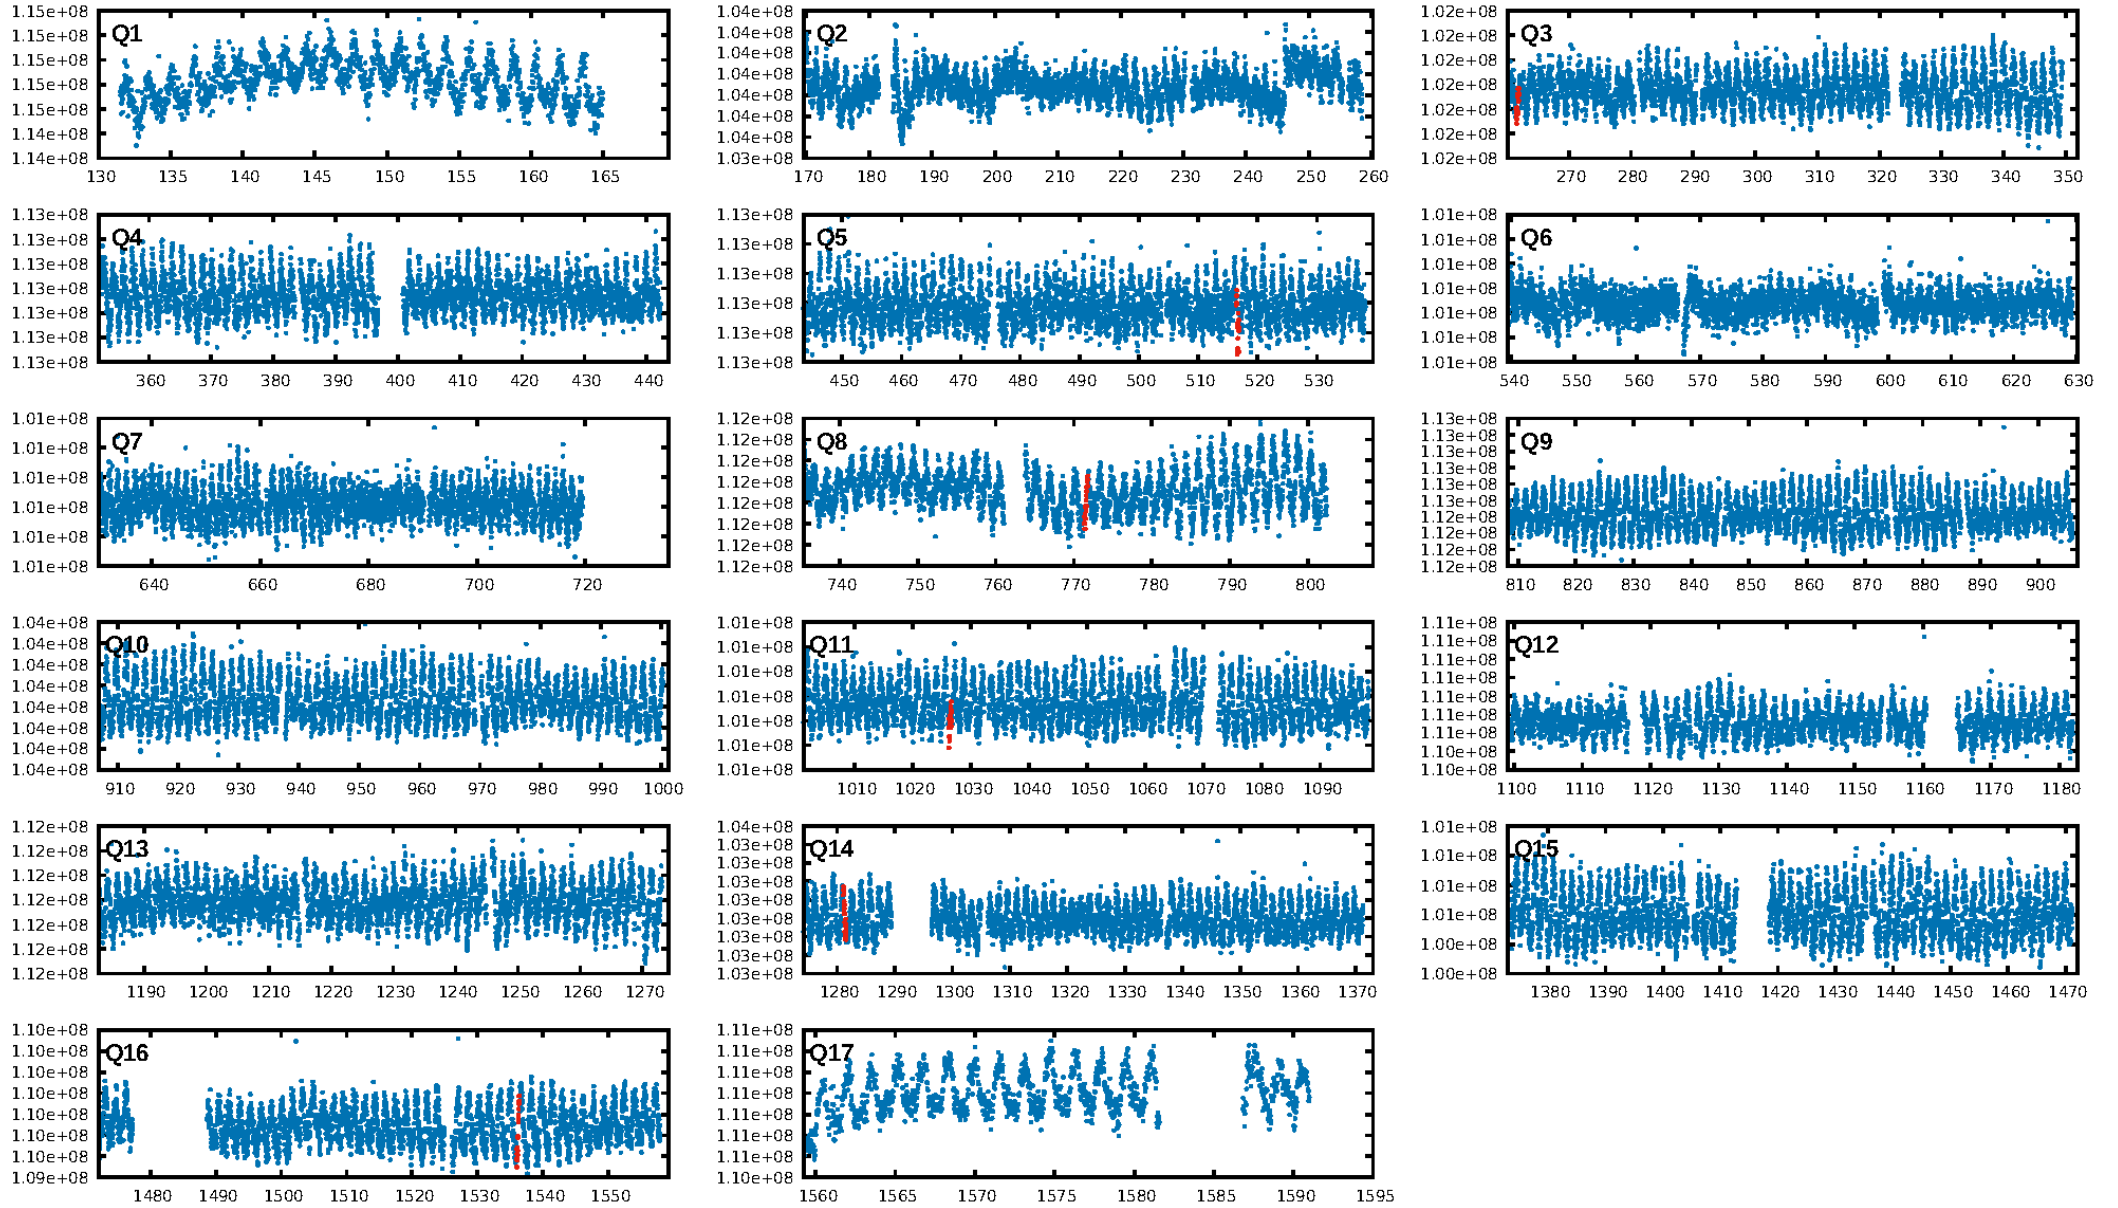 1.15e+08 1.15e+08 1.15e+08 1.15e+08 1.15e+08 1.14e+08 1.14e+08
Q1
130 135 140 145 150 155 160 165
1.04e+08 1.04e+08 1.04e+08 1.04e+08 1.04e+08 1.04e+08 1.04e+08 1.03e+08
Q2
170 180 190 200 210 220 230 240 250 260
1.02e+08 1.02e+08 1.02e+08 1.02e+08 1.02e+08 1.02e+08 1.02e+08
Q3
270 280 290 300 310 320 330 340 350
1.13e+08 1.13e+08 1.13e+08 1.13e+08 1.13e+08 1.13e+08 1.13e+08
Q4
360 370 380 390 400 410 420 430 440
1.13e+08 1.13e+08 1.13e+08 1.13e+08 1.13e+08 1.13e+08
Q5
450 460 470 480 490 500 510 520 530
1.01e+08 1.01e+08 1.01e+08 1.01e+08 1.01e+08 1.01e+08 1.01e+08
Q6
540 550 560 570 580 590 600 610 620 630
1.01e+08 1.01e+08 1.01e+08 1.01e+08 1.01e+08 1.01e+08
Q7
640 660 680 700 720
1.12e+08 1.12e+08 1.12e+08 1.12e+08 1.12e+08 1.12e+08 1.12e+08 1.12e+08
Q8
740 750 760 770 780 790 800
1.13e+08 1.13e+08 1.13e+08 1.13e+08 1.13e+08 1.13e+08 1.12e+08 1.12e+08 1.12e+08 1.12e+08
Q9
810 820 830 840 850 860 870 880 890 900
1.04e+08 1.04e+08 1.04e+08 1.04e+08 1.04e+08 1.04e+08 1.04e+08 1.04e+08
Q10
910 920 930 940 950 960 970 980 990 1000
1.01e+08 1.01e+08 1.01e+08 1.01e+08 1.01e+08 1.01e+08 1.01e+08
Q11
1010 1020 1030 1040 1050 1060 1070 1080 1090
1.11e+08 1.11e+08 1.11e+08 1.11e+08 1.11e+08 1.11e+08 1.11e+08 1.10e+08 1.10e+08
Q12
1100 1110 1120 1130 1140 1150 1160 1170 1180
1.12e+08 1.12e+08 1.12e+08 1.12e+08 1.12e+08 1.12e+08 1.12e+08
Q13
1190 1200 1210 1220 1230 1240 1250 1260 1270
1.04e+08 1.03e+08 1.03e+08 1.03e+08 1.03e+08 1.03e+08 1.03e+08 1.03e+08 1.03e+08
Q14
1280 1290 1300 1310 1320 1330 1340 1350 1360 1370
1.01e+08 1.01e+08 1.01e+08 1.01e+08 1.00e+08 1.00e+08
Q15
1380 1390 1400 1410 1420 1430 1440 1450 1460 1470
1.10e+08 1.10e+08 1.10e+08 1.10e+08 1.10e+08 1.10e+08 1.10e+08 1.09e+08
Q16
1480 1490 1500 1510 1520 1530 1540 1550
1.11e+08 1.11e+08 1.11e+08 1.11e+08 1.11e+08 1.11e+08 1.10e+08 1.10e+08
Q17
1560 1565 1570 1575 1580 1585 1590 1595